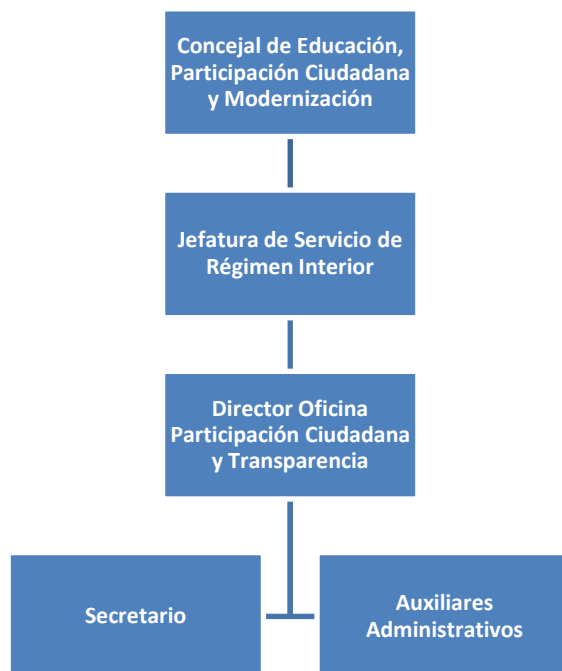 Concejal de Educación,
Participación Ciudadana
y Modernización
Jefatura de Servicio de
Régimen Interior
Director Oficina
Participación Ciudadana
y Transparencia
Secretario
Auxiliares
Administrativos